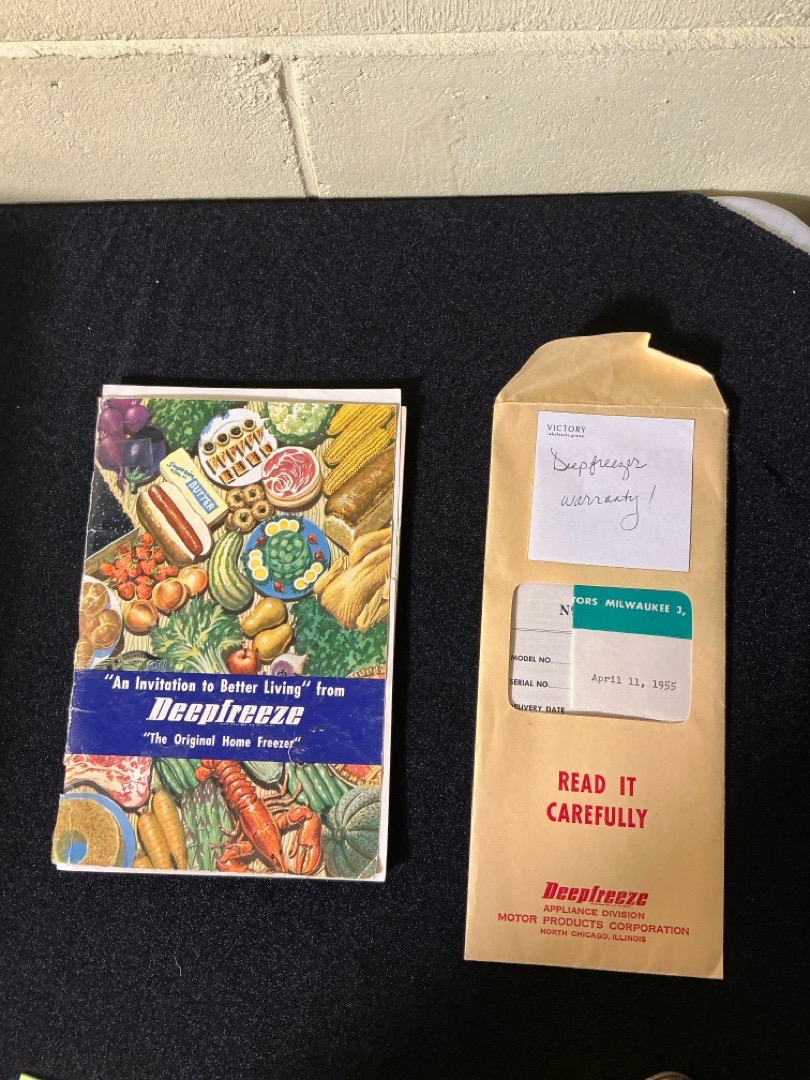 BUTTER
"An Invitation to Better Living" from
Deepfreeze
"The Original Home Freezer"
VICTORY
wholesale group
Deepfreezer
warranty!
TORS MILWAUKEE 3,
MODEL NO.
SERIAL NO.
April 11, 1955
DELIVERY DATE
READ IT
CAREFULLY
Deepfreeze
APPLIANCE DIVISION
MOTOR PRODUCTS CORPORATION
NORTH CHICAGO, ILLINOIS